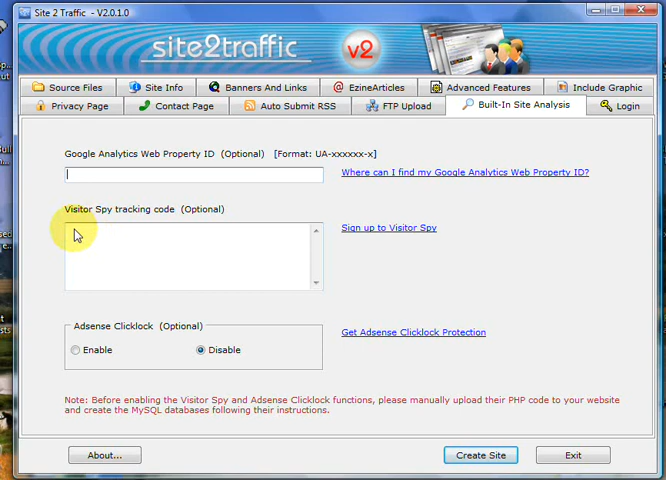 Site 2 Traffic - V2.0.1.0
site2traffic v2
Source Files
Site Info
Banners And Links
EzineArticles
Advanced Features
Include Graphic
Privacy Page
Contact Page
Auto Submit RSS
FTP Upload
Built-In Site Analysis
Login
Google Analytics Web Property ID (Optional) [Format: UA-xxxxxx-x]
Where can I find my Google Analytics Web Property ID?
Visitor Spy tracking code (Optional)
Sign up to Visitor Spy
Adsense Clicklock (Optional)
Get Adsense Clicklock Protection
Enable
Disable
Note: Before enabling the Visitor Spy and Adsense Clicklock functions, please manually upload their PHP code to your website
and create the MySQL databases following their instructions.
About...
Create Site
Exit